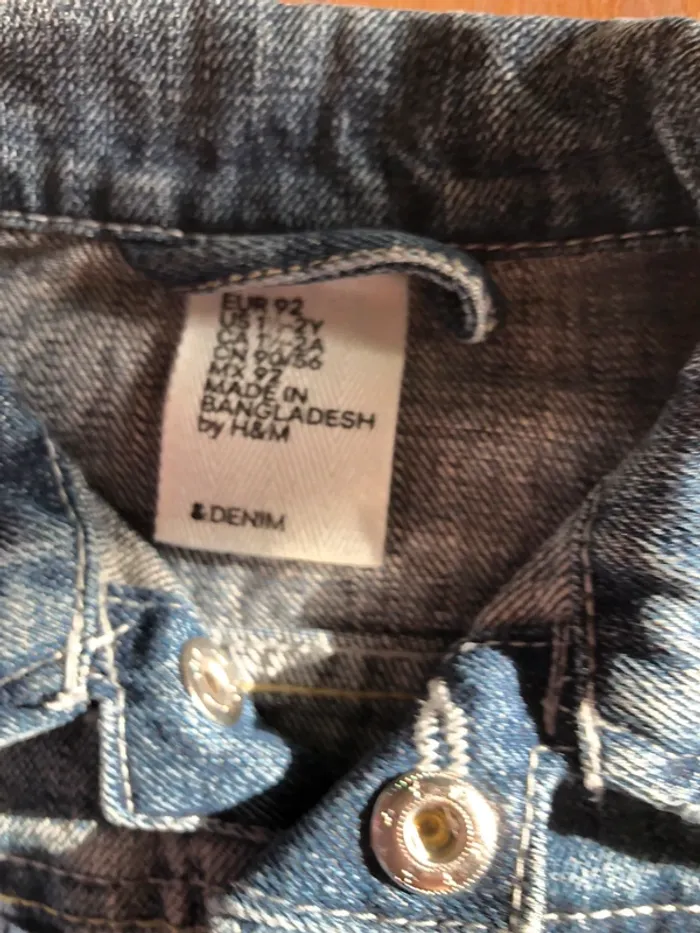 EUR 92
US 1½-2Y
CA 1½-2A
CN 90/56
MX 92
MADE IN
BANGLADESH
by H&M
&DENIM